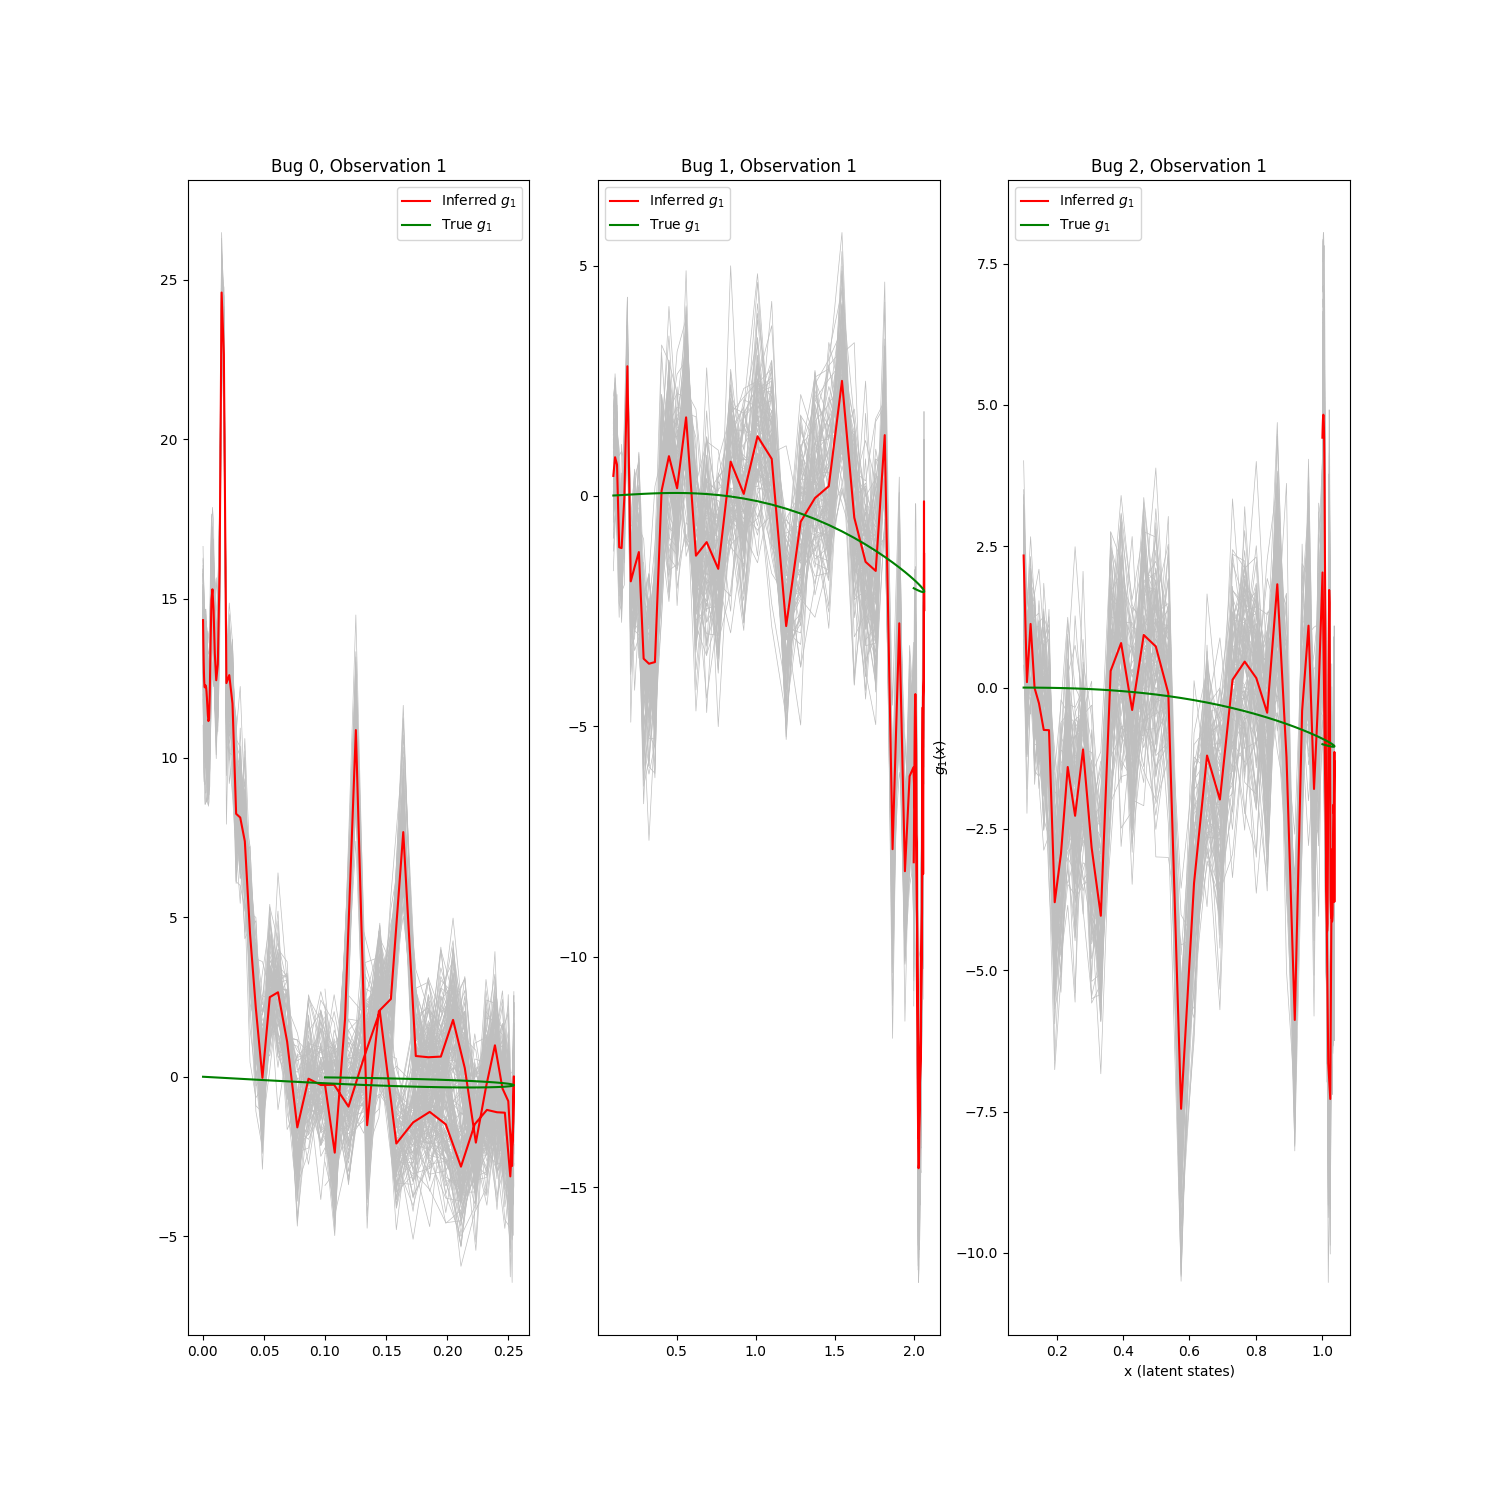 Bug 0, Observation 1
Inferred g₁
True g₁
25
20
15
10
5
0
−5
0.00 0.05 0.10 0.15 0.20 0.25
Bug 1, Observation 1
Inferred g₁
True g₁
5
0
−5
−10
−15
0.5 1.0 1.5 2.0
Bug 2, Observation 1
Inferred g₁
True g₁
g₁(x)
7.5
5.0
2.5
0.0
−2.5
−5.0
−7.5
−10.0
0.2 0.4 0.6 0.8 1.0
x (latent states)